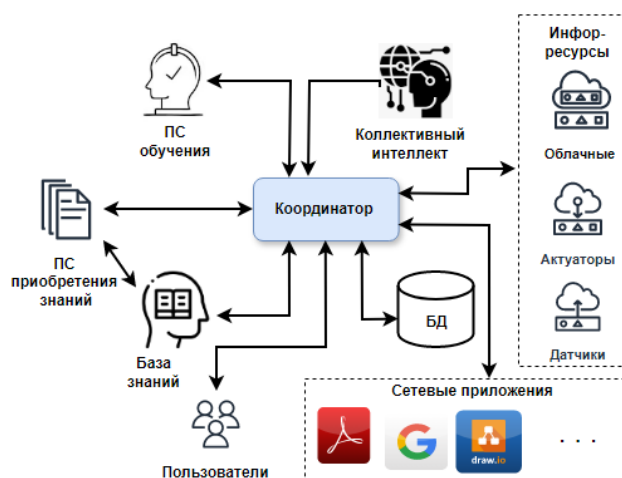 Инфор-
ресурсы
ПС
обучения
Коллективный
интеллект
Облачные
Координатор
ПС
приобретения
знаний
Актуаторы
БД
База
знаний
Датчики
Сетевые приложения
draw.io
. . .
Пользователи